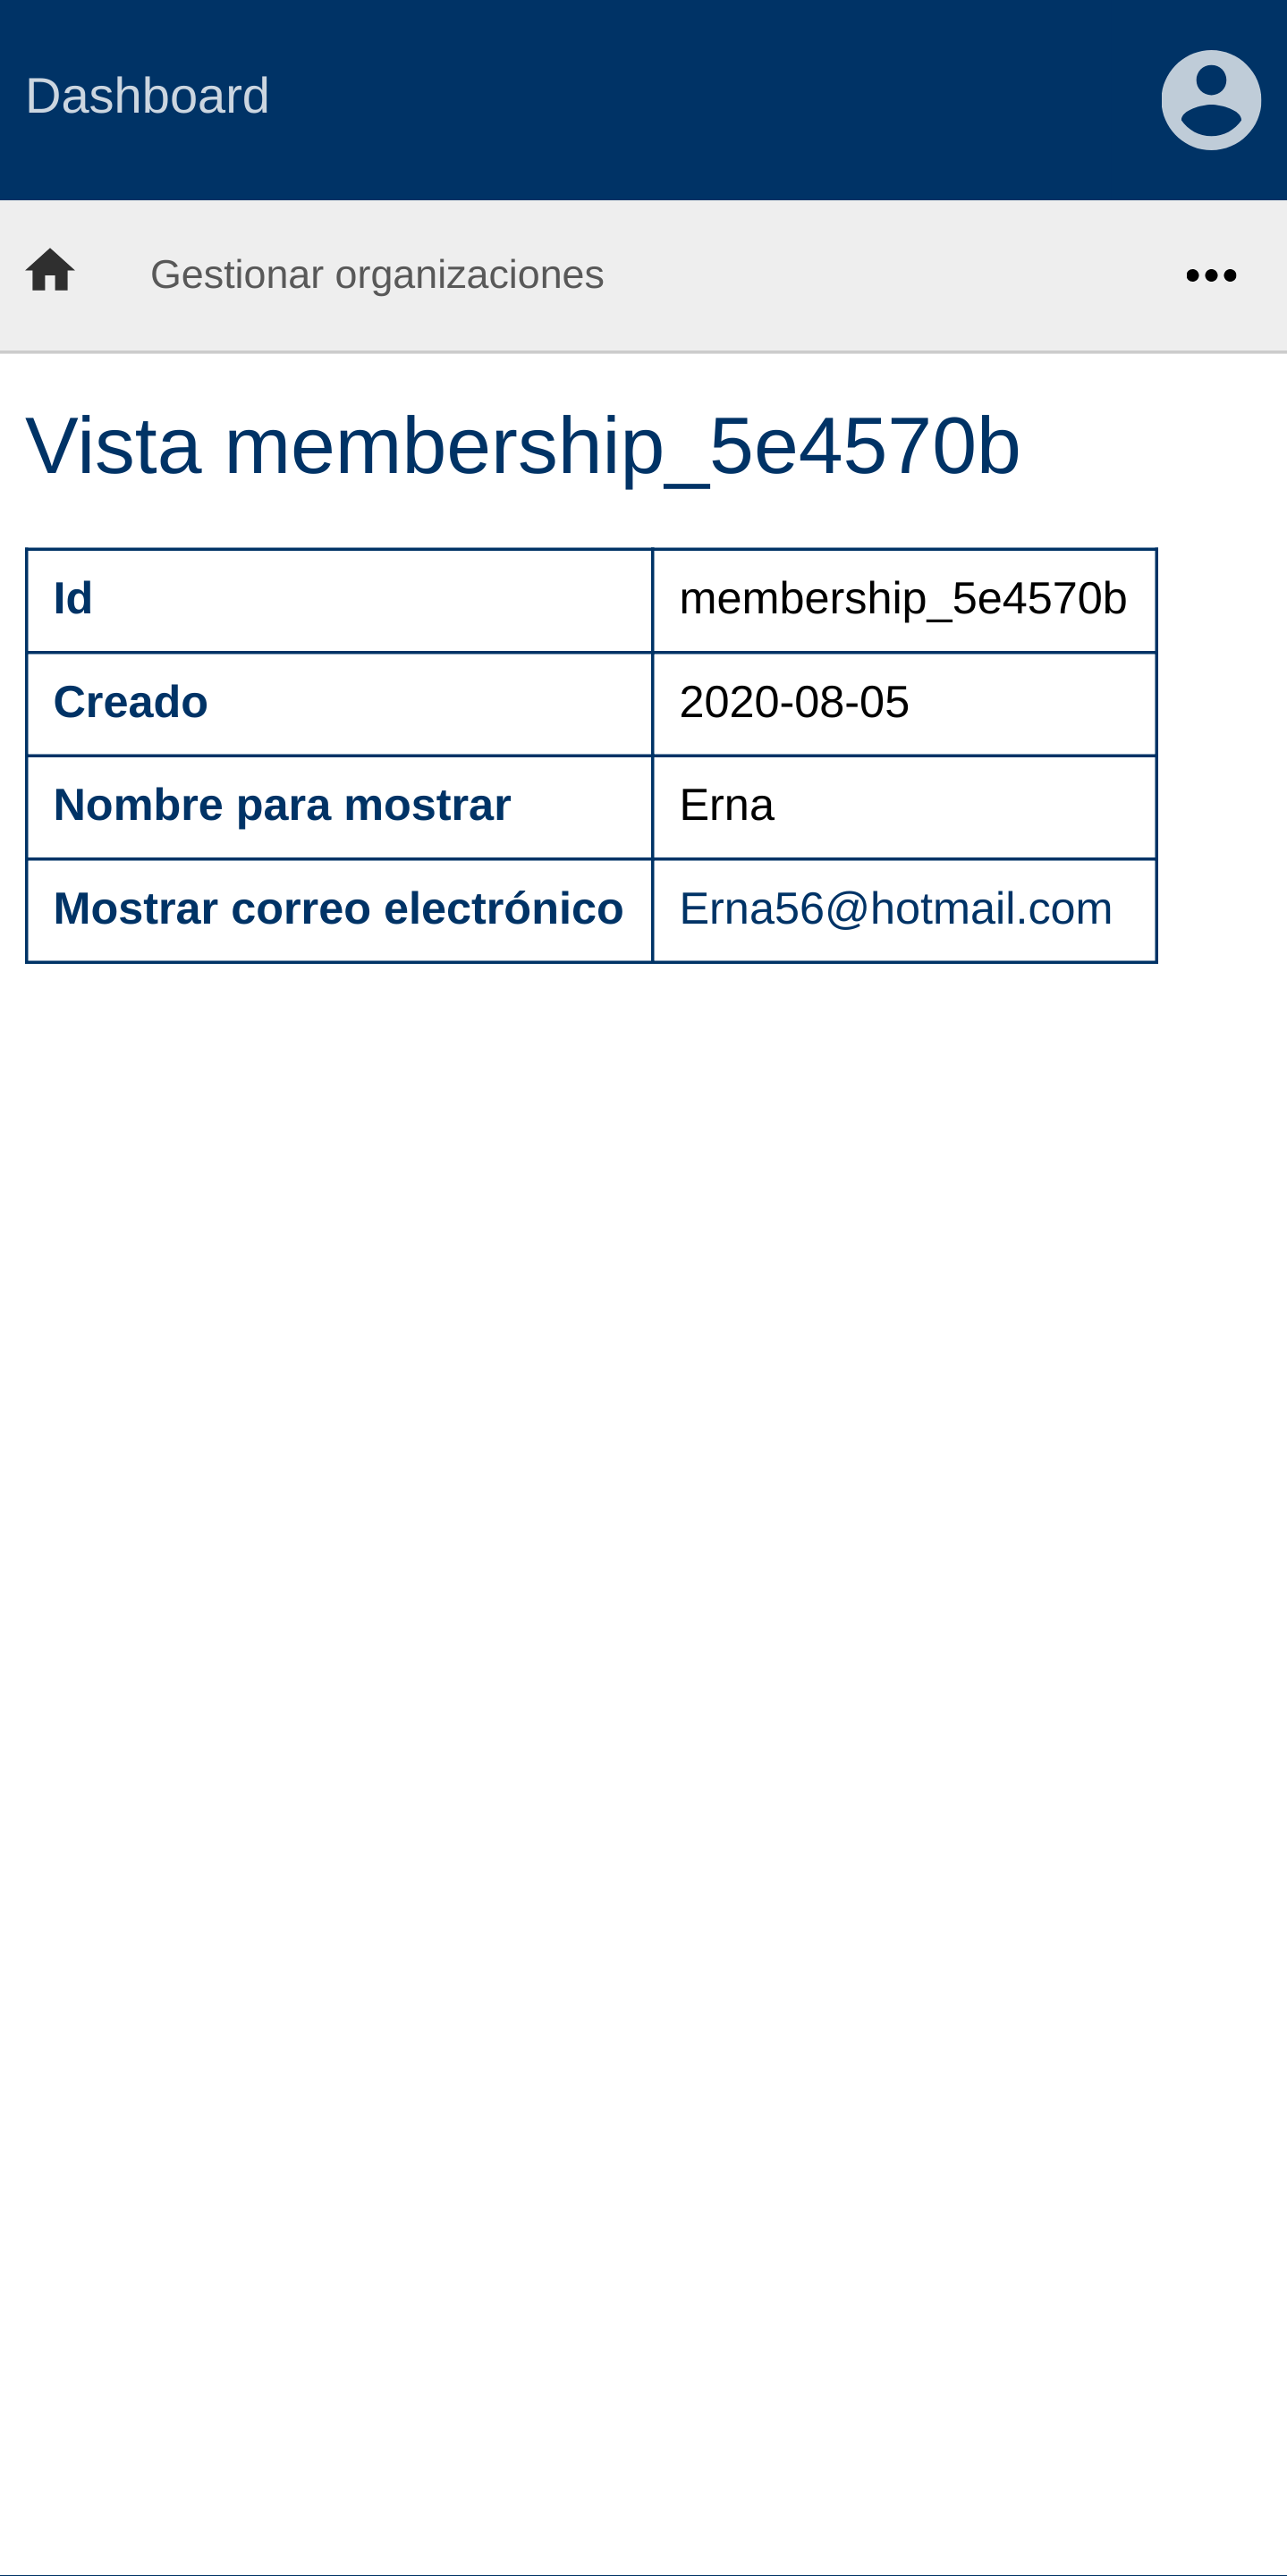 Dashboard
Gestionar organizaciones
Vista membership_5e4570b
Id membership_5e4570b
Creado 2020-08-05
Nombre para mostrar Erna
Mostrar correo electrónico Erna56@hotmail.com